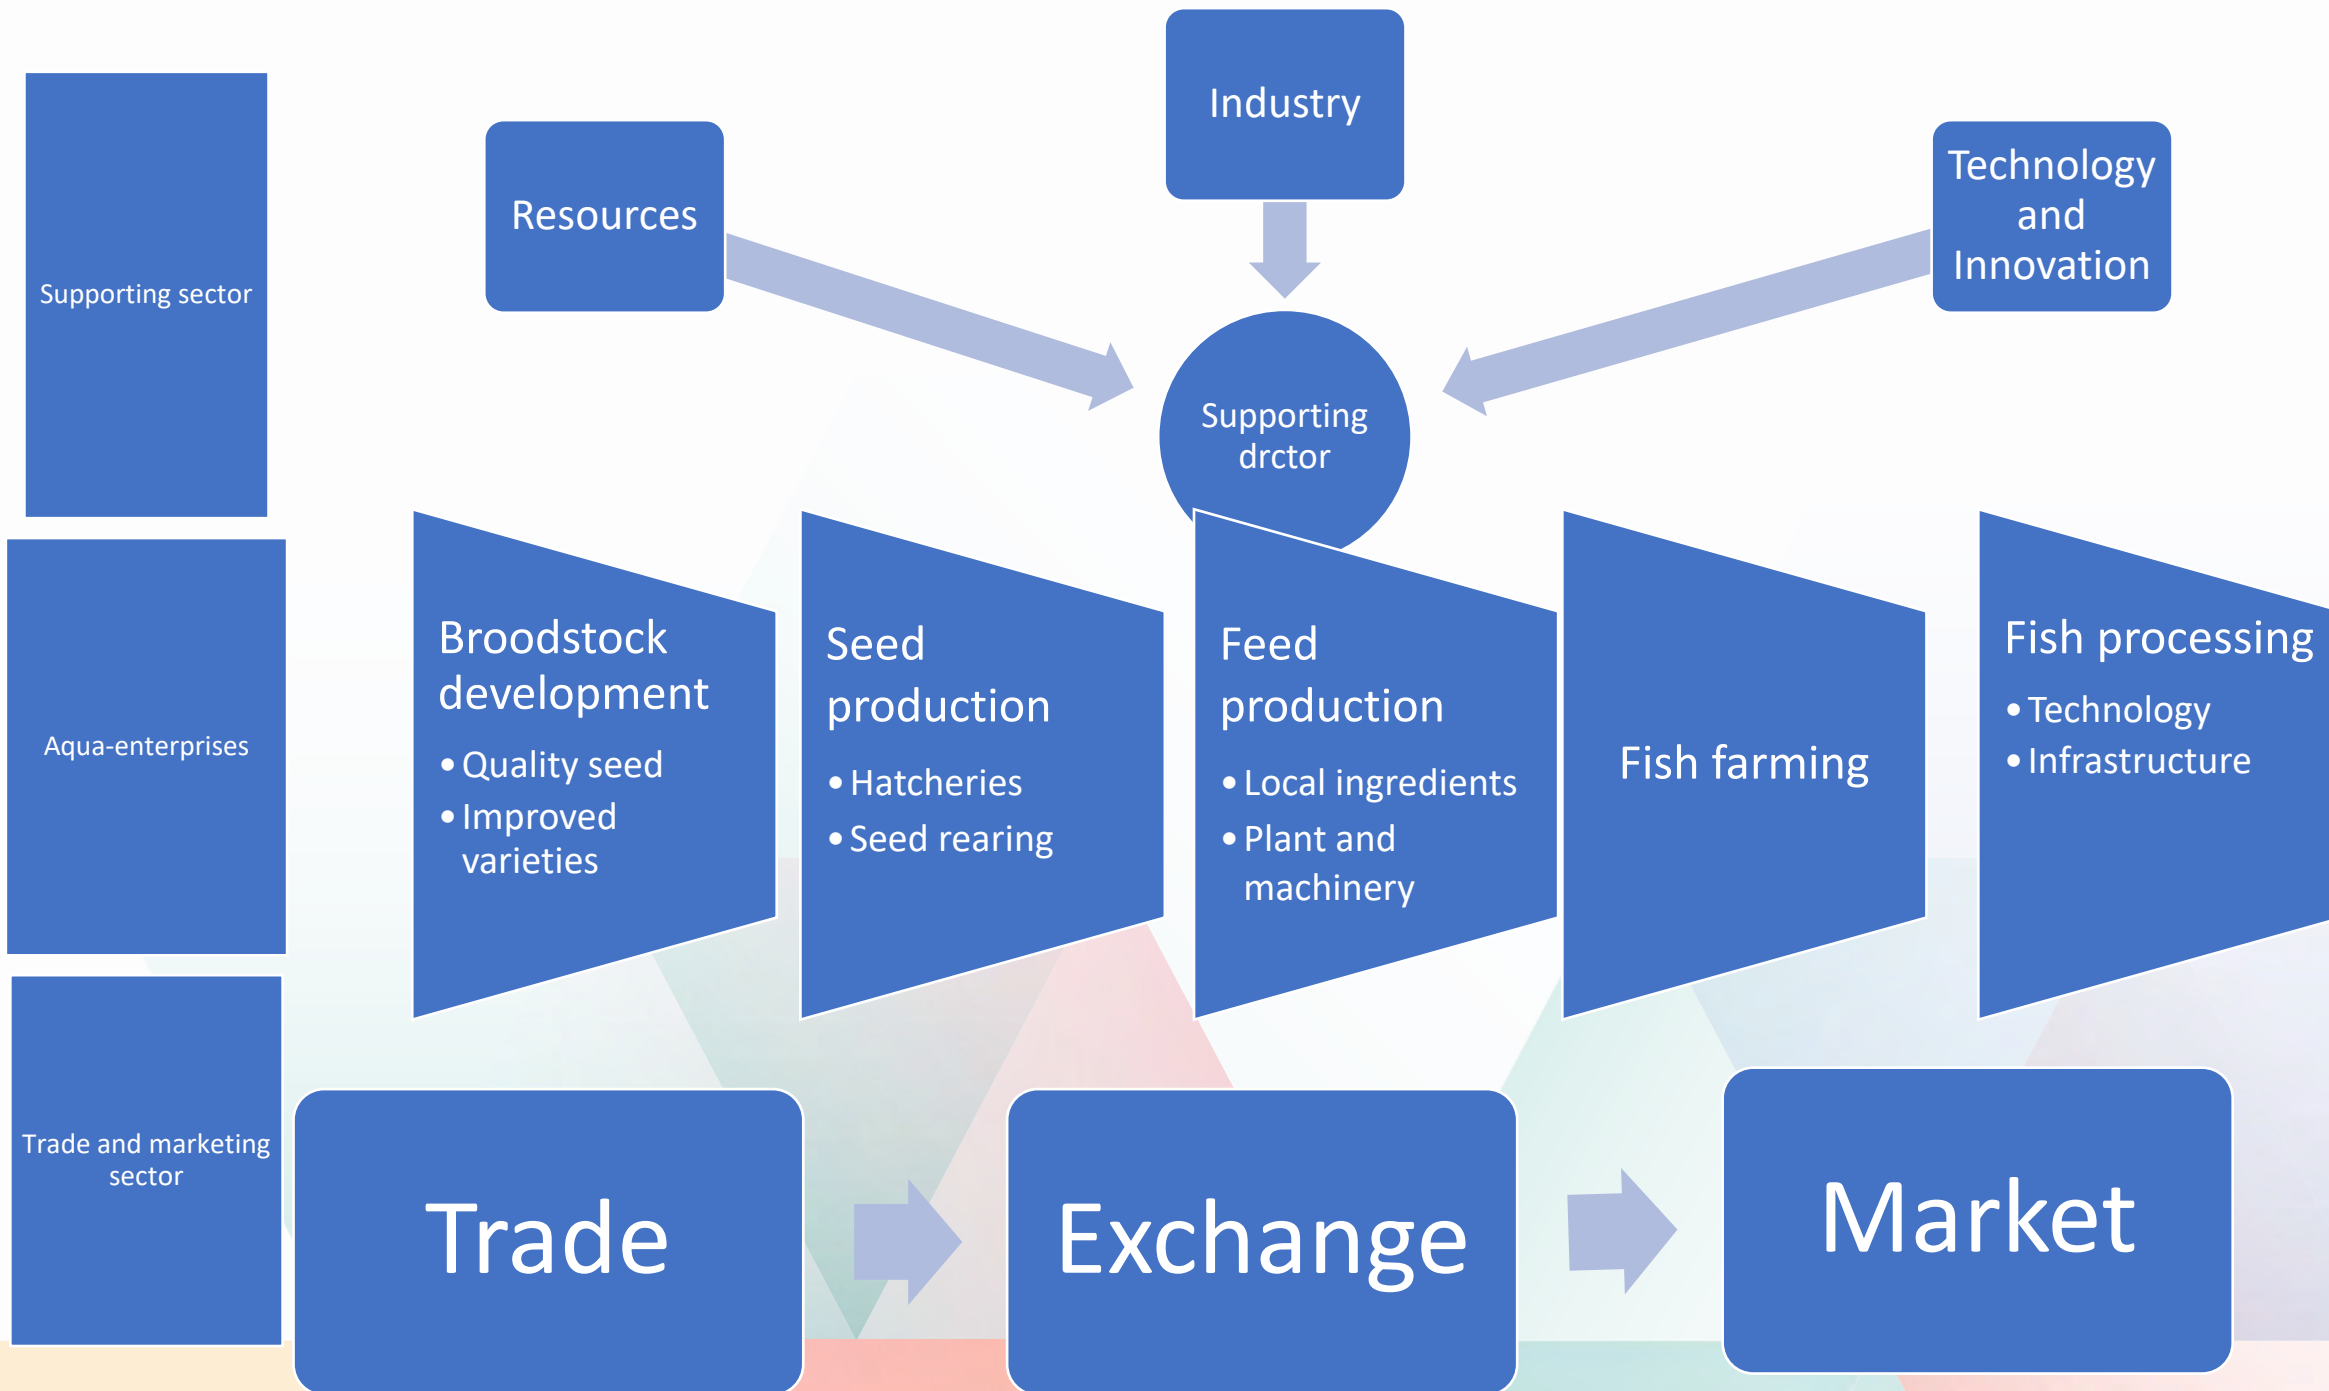 Supporting sector
Resources
Industry
Technology
and
Innovation
Supporting
drctor
Aqua-enterprises
Broodstock
development
• Quality seed
• Improved
varieties
Seed
production
• Hatcheries
• Seed rearing
Feed
production
• Local ingredients
• Plant and
machinery
Fish farming
Fish processing
• Technology
• Infrastructure
Trade and marketing
sector
Trade
Exchange
Market